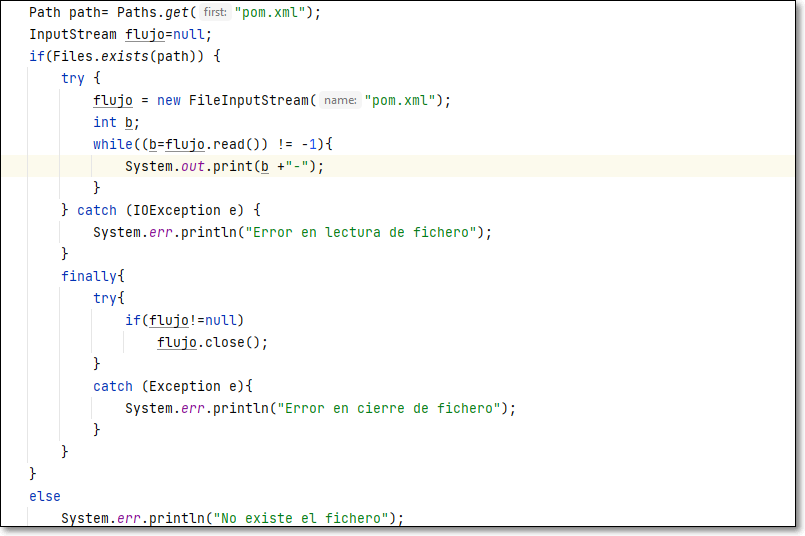 Path path= Paths.get( first: "pom.xml");
InputStream flujo=null;
if(Files.exists(path)) {
try {
flujo = new FileInputStream( name: "pom.xml");
int b;
while((b=flujo.read()) != -1){
System.out.print(b +"-");
}
} catch (IOException e) {
System.err.println("Error en lectura de fichero");
}
finally{
try{
if(flujo!=null)
flujo.close();
}
catch (Exception e){
System.err.println("Error en cierre de fichero");
}
}
}
else
System.err.println("No existe el fichero");